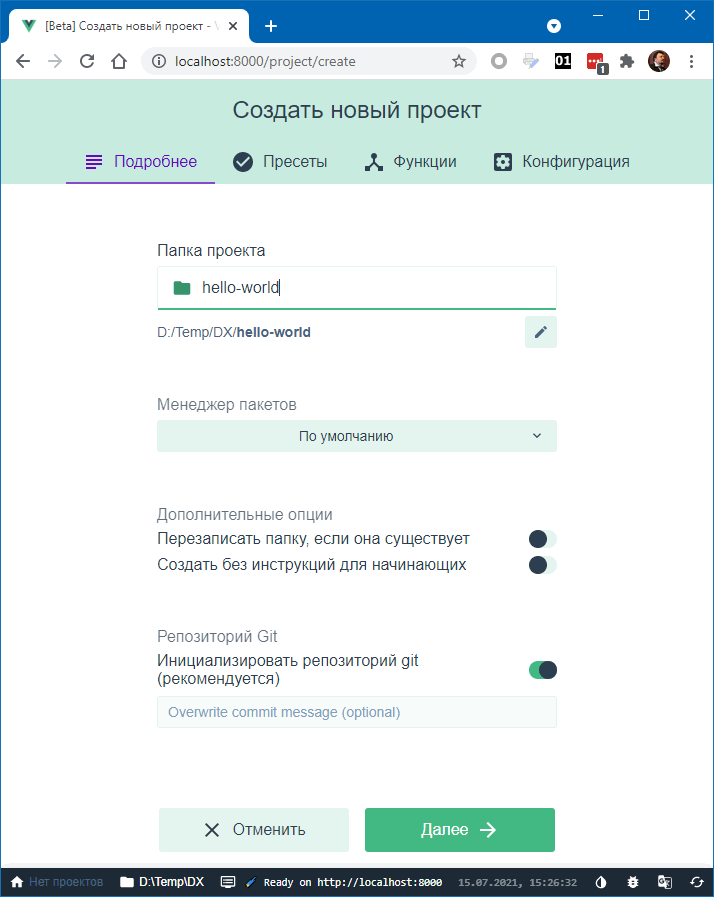 [Beta] Создать новый проект -
localhost:8000/project/create
01
1
Создать новый проект
Подробнее
Пресеты
Функции
Конфигурация
Папка проекта
hello-world
D:/Temp/DX/hello-world
Менеджер пакетов
По умолчанию
Дополнительные опции
Перезаписать папку, если она существует
Создать без инструкций для начинающих
Репозиторий Git
Инициализировать репозиторий git
(рекомендуется)
Overwrite commit message (optional)
Отменить
Далее
Нет проектов
D:\Temp\DX
Ready on http://localhost:8000
15.07.2021, 15:26:32